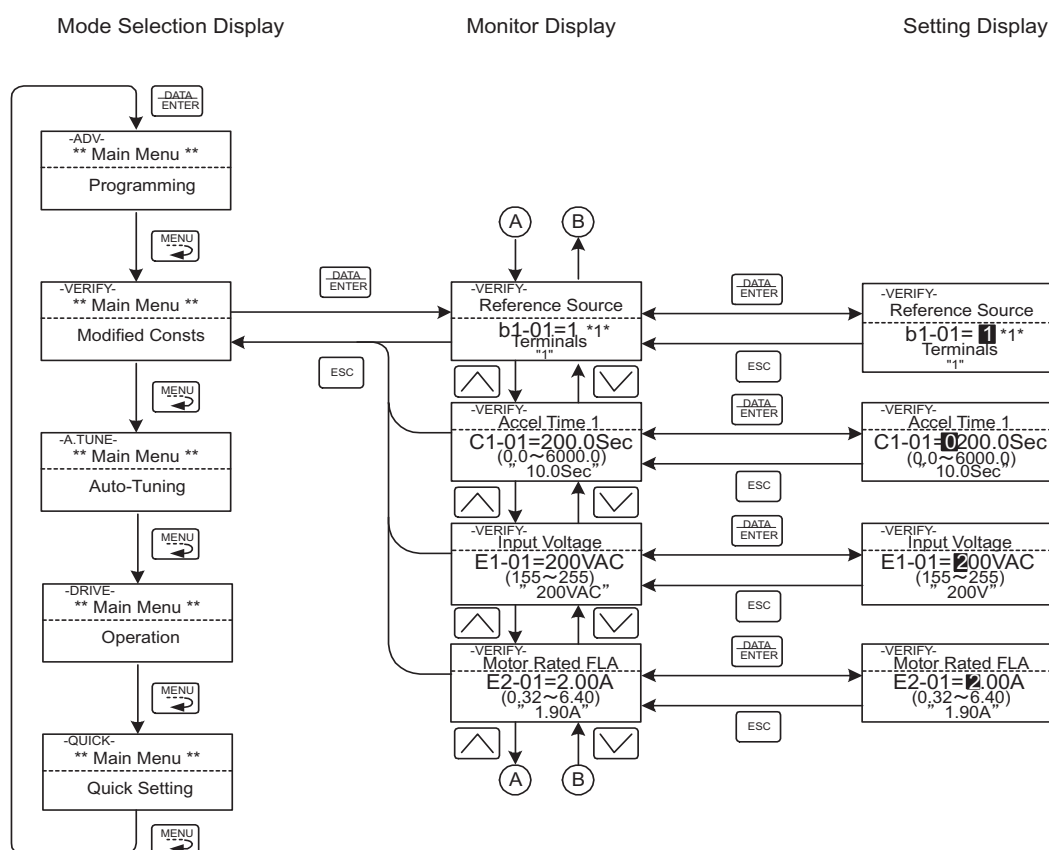 Mode Selection Display
Monitor Display
Setting Display
DATA
ENTER
-ADV-
** Main Menu **
Programming
MENU
-VERIFY-
** Main Menu **
Modified Consts
MENU
-A.TUNE-
** Main Menu **
Auto-Tuning
MENU
-DRIVE-
** Main Menu **
Operation
MENU
-QUICK-
** Main Menu **
Quick Setting
MENU
DATA
ENTER
ESC
A
B
-VERIFY-
Reference Source
b1-01=1 *1*
Terminals
"1"
-VERIFY-
Accel Time 1
C1-01=200.0Sec
(0.0~6000.0)
" 10.0Sec"
-VERIFY-
Input Voltage
E1-01=200VAC
(155~255)
" 200VAC"
-VERIFY-
Motor Rated FLA
E2-01=2.00A
(0.32~6.40)
" 1.90A"
A
B
DATA
ENTER
ESC
DATA
ENTER
ESC
DATA
ENTER
ESC
DATA
ENTER
ESC
-VERIFY-
Reference Source
b1-01= 1 *1*
Terminals
"1"
-VERIFY-
Accel Time 1
C1-01=0200.0Sec
(0.0~6000.0)
" 10.0Sec"
-VERIFY-
Input Voltage
E1-01=200VAC
(155~255)
" 200V"
-VERIFY-
Motor Rated FLA
E2-01=2.00A
(0.32~6.40)
" 1.90A"